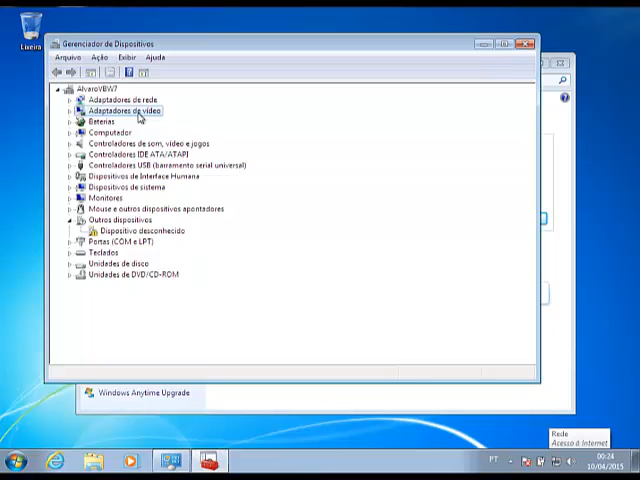 Lixeira
Gerenciador de Dispositivos
Arquivo Ação Exibir Ajuda
AlvaroVBW7
Adaptadores de rede
Adaptadores de vídeo
Baterias
Computador
Controladores de som, vídeo e jogos
Controladores IDE ATA/ATAPI
Controladores USB (barramento serial universal)
Dispositivos de Interface Humana
Dispositivos de sistema
Monitores
Mouse e outros dispositivos apontadores
Outros dispositivos
Dispositivo desconhecido
Portas (COM e LPT)
Teclados
Unidades de disco
Unidades de DVD/CD-ROM
Windows Anytime Upgrade
Rede
Acesso à Internet
PT
00:24
10/04/2015